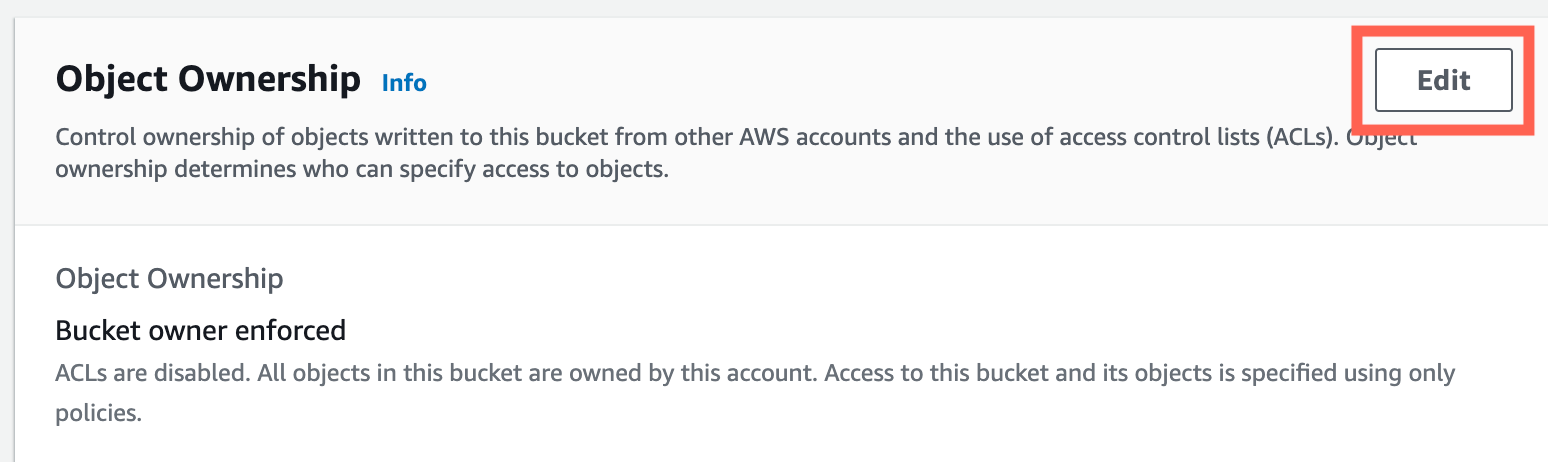 Object Ownership Info
Edit
Control ownership of objects written to this bucket from other AWS accounts and the use of access control lists (ACLs). Object
ownership determines who can specify access to objects.
Object Ownership
Bucket owner enforced
ACLs are disabled. All objects in this bucket are owned by this account. Access to this bucket and its objects is specified using only
policies.